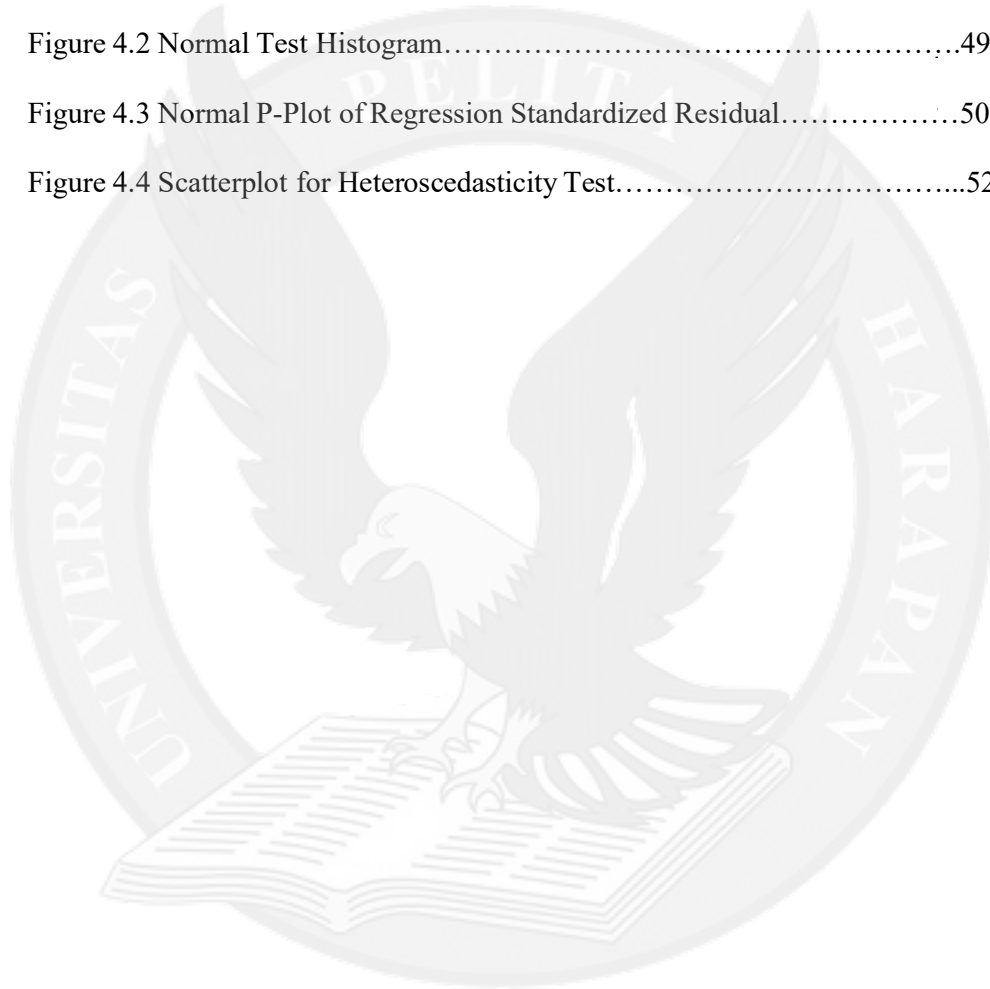 Figure 4.2 Normal Test Histogram……………………………………………….49
Figure 4.3 Normal P-Plot of Regression Standardized Residual………………50
Figure 4.4 Scatterplot for Heteroscedasticity Test……………………………...52
UNIVERSITAS PELITA HARAPAN